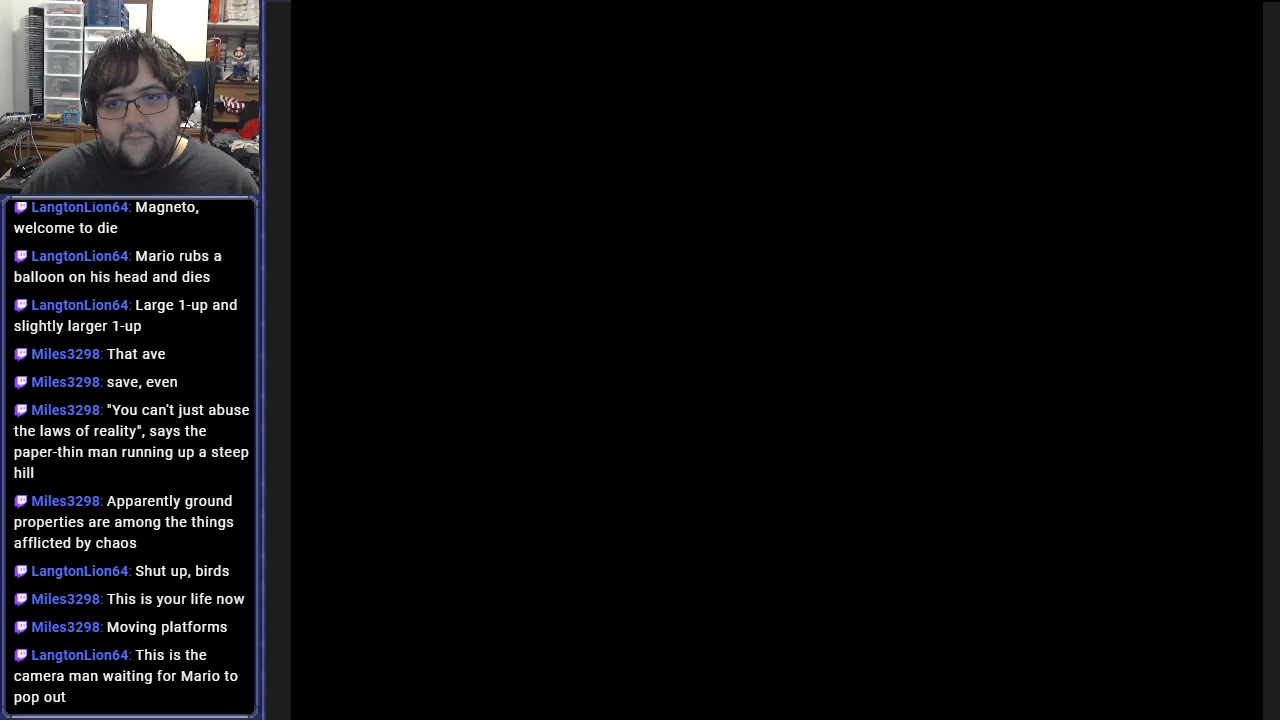 LangtonLion64: Magneto,
welcome to die
LangtonLion64: Mario rubs a
balloon on his head and dies
LangtonLion64: Large 1-up and
slightly larger 1-up
Miles3298: That ave
Miles3298: save, even
Miles3298: "You can't just abuse
the laws of reality", says the
paper-thin man running up a steep
hill
Miles3298: Apparently ground
properties are among the things
afflicted by chaos
LangtonLion64: Shut up, birds
Miles3298: This is your life now
Miles3298: Moving platforms
LangtonLion64: This is the
camera man waiting for Mario to
pop out